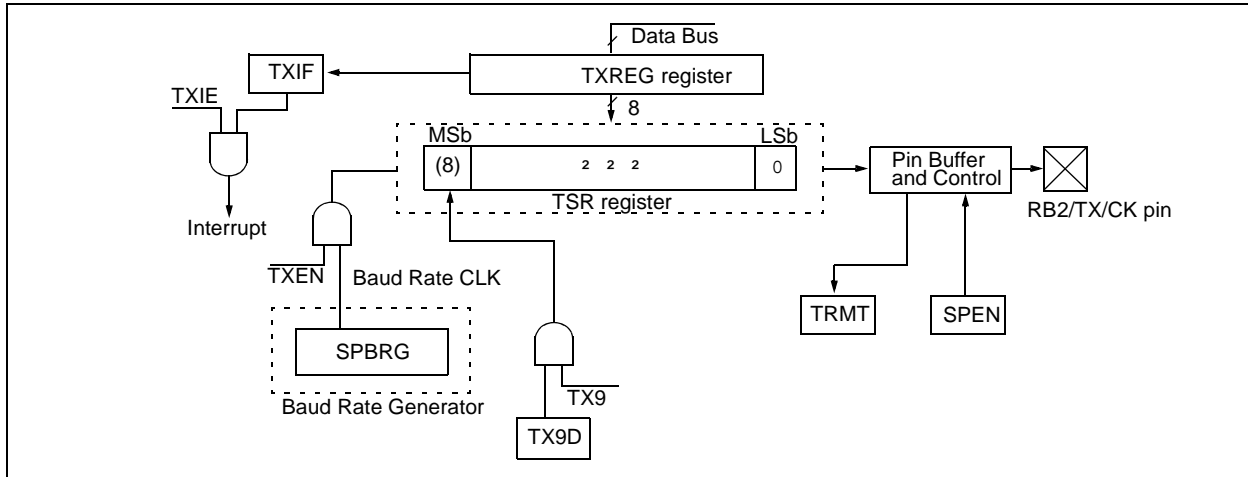 Data Bus
TXIF
TXREG register
TXIE
8
MSb
LSb
(8)
² ² ²
0
TSR register
Pin Buffer
and Control
RB2/TX/CK pin
Interrupt
TXEN
Baud Rate CLK
TRMT
SPEN
SPBRG
TX9
Baud Rate Generator
TX9D